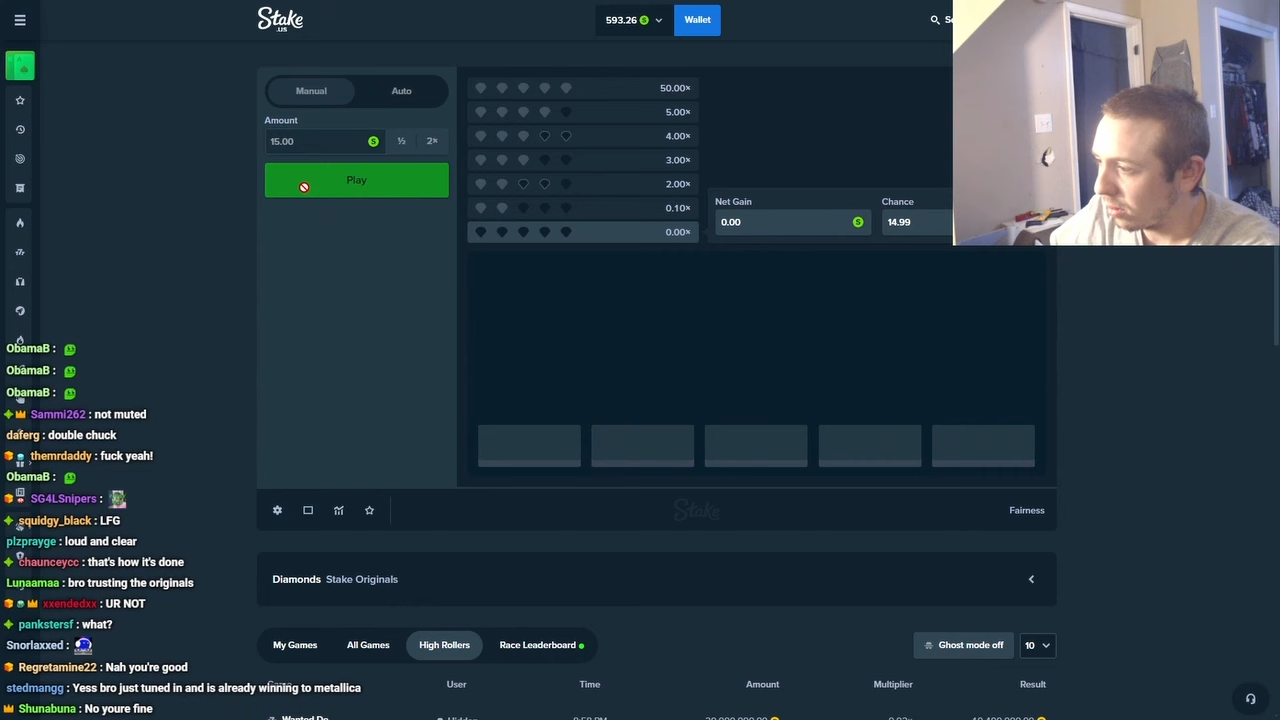 Stake
.US
593.26
Wallet
Manual
Auto
Amount
15.00
½
2×
Play
50.00×
5.00×
4.00×
3.00×
2.00×
0.10×
0.00×
Net Gain
Chance
0.00
14.99
ObamaB :
ObamaB :
ObamaB :
Sammi262 : not muted
daferg : double chuck
themrdaddy : fuck yeah!
ObamaB :
SG4LSnipers :
squidgy_black : LFG
plzprayge : loud and clear
chaunceycc : that's how it's done
Lunaamaa : bro trusting the originals
xxendedxx : UR NOT
pankstersf : what?
Snorlaxxed :
Regretamine22 : Nah you're good
stedmangg : Yess bro just tuned in and is already winning to metallica
Shunabuna : No youre fine
Stake
Fairness
Diamonds Stake Originals
My Games
All Games
High Rollers
Race Leaderboard
Ghost mode off
10
User
Time
Amount
Multiplier
Result
Hidden